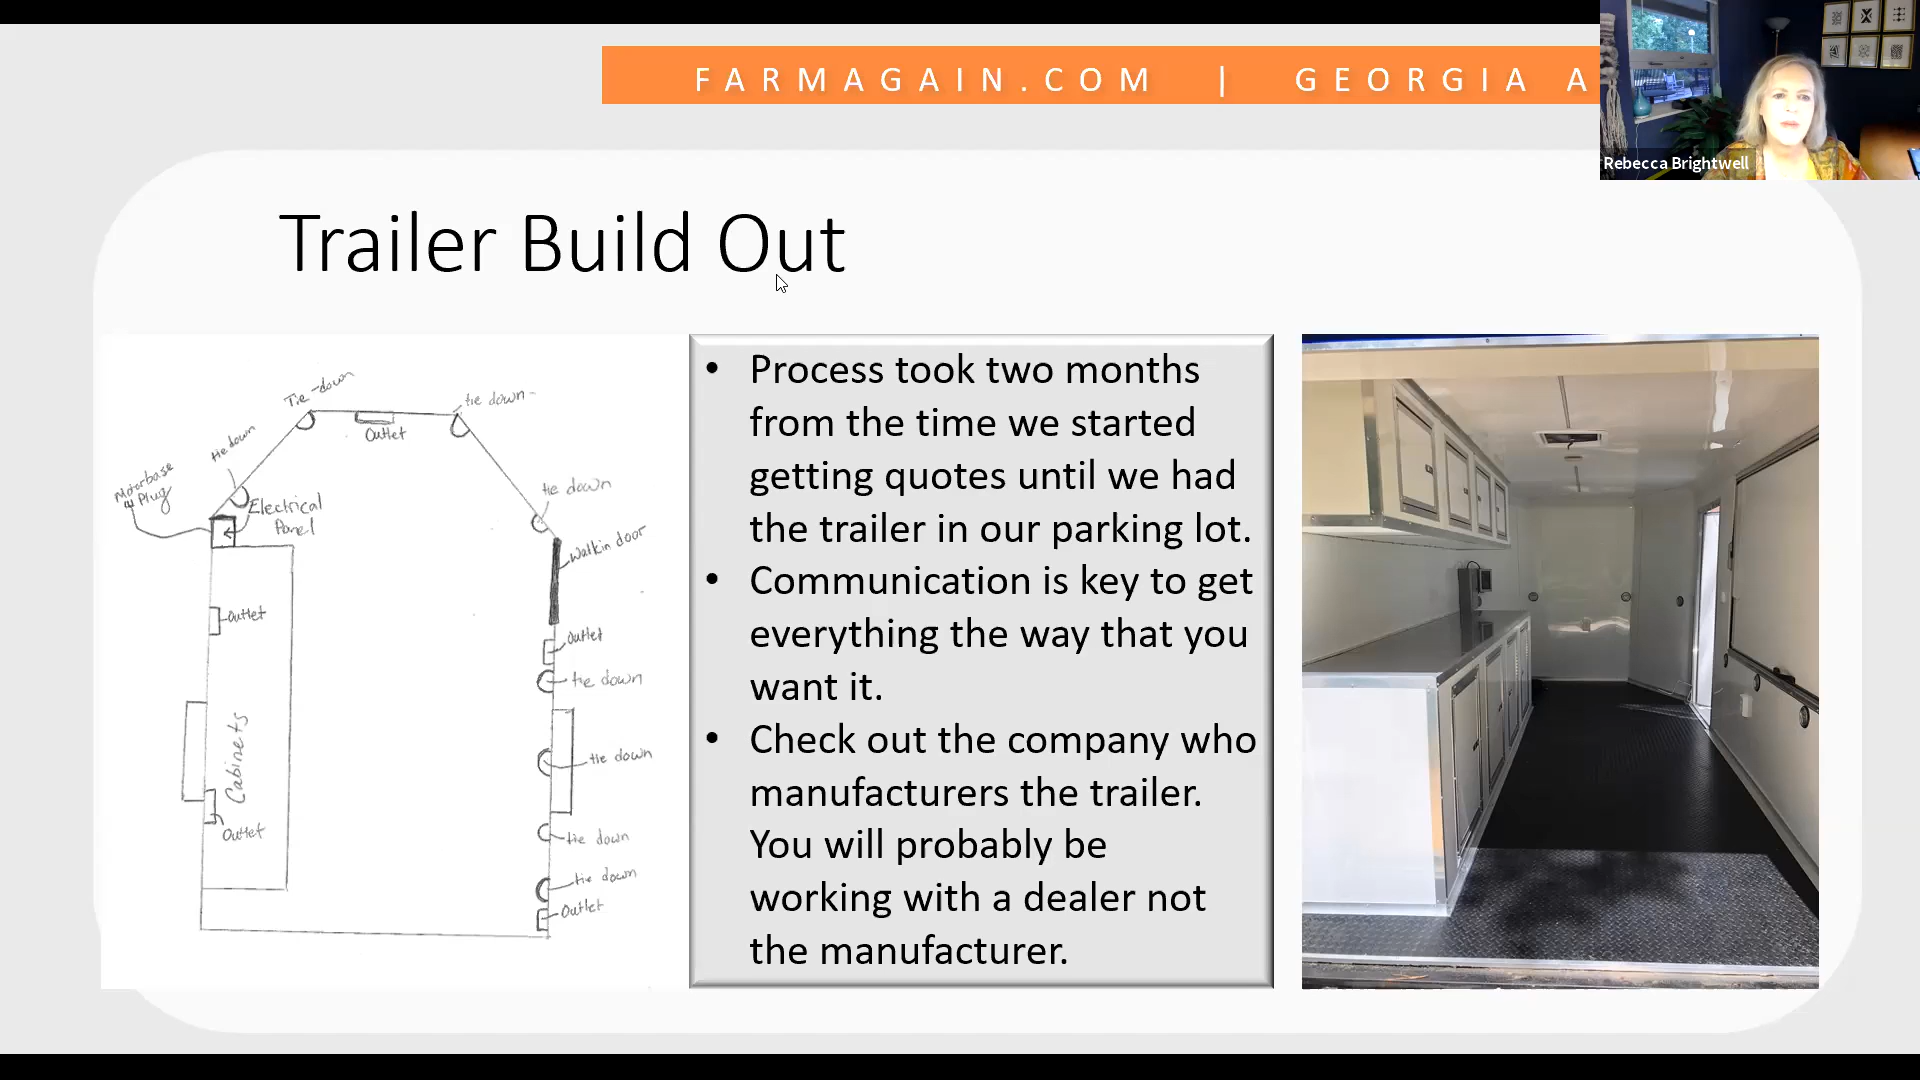 FARMAGAIN.COM | GEORGIA A
Rebecca Brightwell
Trailer Build Out
Tie-down
tie down
Outlet
tie down
Motorbase
w/ Plug
Electrical
Panel
tie down
Walkin door
Outlet
Outlet
tie down
Cabinets
tie down
Outlet
tie down
tie down
Outlet
• Process took two months
from the time we started
getting quotes until we had
the trailer in our parking lot.
• Communication is key to get
everything the way that you
want it.
• Check out the company who
manufacturers the trailer.
You will probably be
working with a dealer not
the manufacturer.